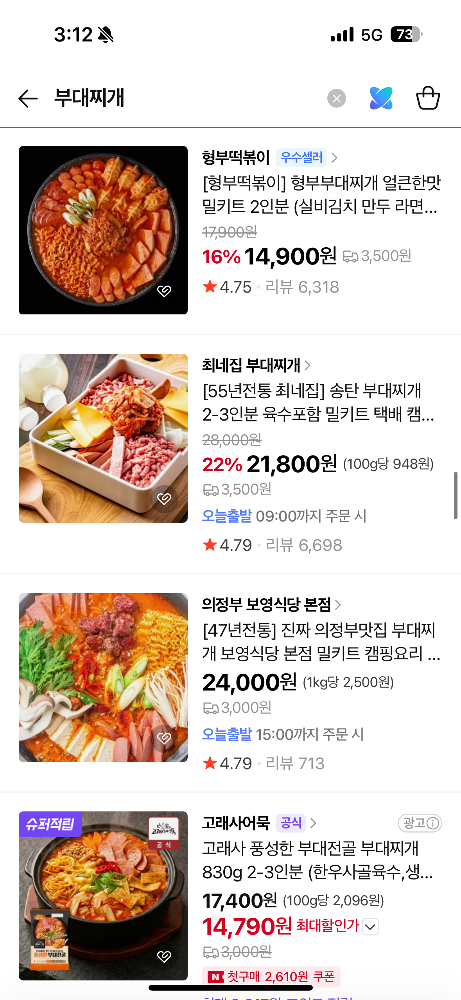 3:12
5G 73
부대찌개
형부떡볶이 우수셀러
[형부떡볶이] 형부부대찌개 얼큰한맛
밀키트 2인분 (실비김치 만두 라면...
17,900원
16% 14,900원 3,500원
4.75 • 리뷰 6,318
최네집 부대찌개
[55년전통 최네집] 송탄 부대찌개
2-3인분 육수포함 밀키트 택배 캠...
28,000원
22% 21,800원 (100g당 948원)
3,500원
오늘출발 09:00까지 주문 시
4.79 • 리뷰 6,698
의정부 보영식당 본점
[47년전통] 진짜 의정부맛집 부대찌
개 보영식당 본점 밀키트 캠핑요리 ...
24,000원 (1kg당 2,500원)
3,000원
오늘출발 15:00까지 주문 시
4.79 • 리뷰 713
슈퍼적립
고래사어묵
공식
풍성한 부대전골
고래사어묵 공식 광고
고래사 풍성한 부대전골 부대찌개
830g 2-3인분 (한우사골육수,생...
17,400원 (100g당 2,096원)
14,790원 최대할인가
3,000원
N 첫구매 2,610원 쿠폰